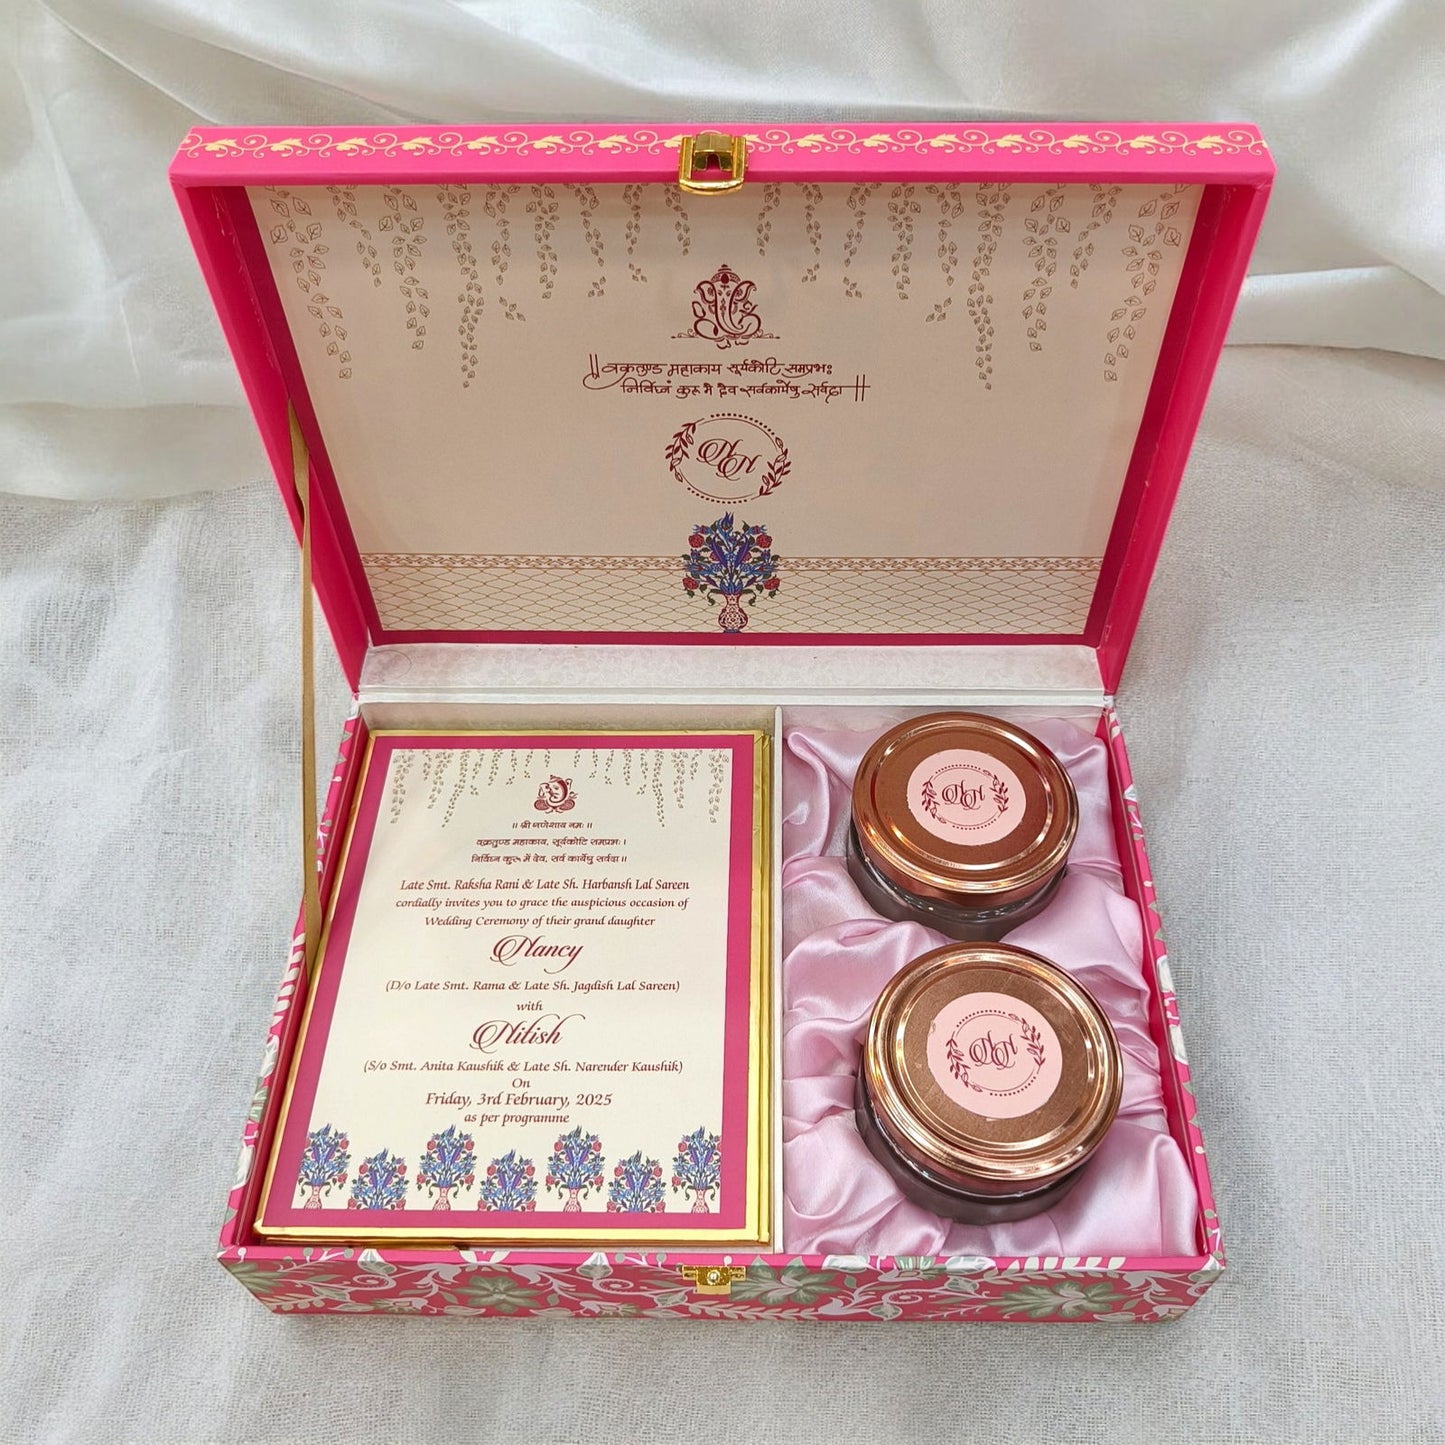 ॥ वक्रतुण्ड महाकाय सूर्यकोटि समप्रभः
निर्विघ्नं कुरू मे देव सर्वकार्येषु सर्वदा ॥
NN
॥ श्री गणेशाय नमः ॥
वक्रतुण्ड महाकाय, सूर्यकोटि समप्रभः।
निर्विघ्न कुरू में देव, सर्व कार्येषु सर्वदा॥
Late Smt. Raksha Rani & Late Sh. Harbansh Lal Sareen
cordially invites you to grace the auspicious occasion of
Wedding Ceremony of their grand daughter
Nancy
(D/o Late Smt. Rama & Late Sh. Jagdish Lal Sareen)
with
Nitish
(S/o Smt. Anita Kaushik & Late Sh. Narender Kaushik)
On
Friday, 3rd February, 2025
as per programme
NN
NN